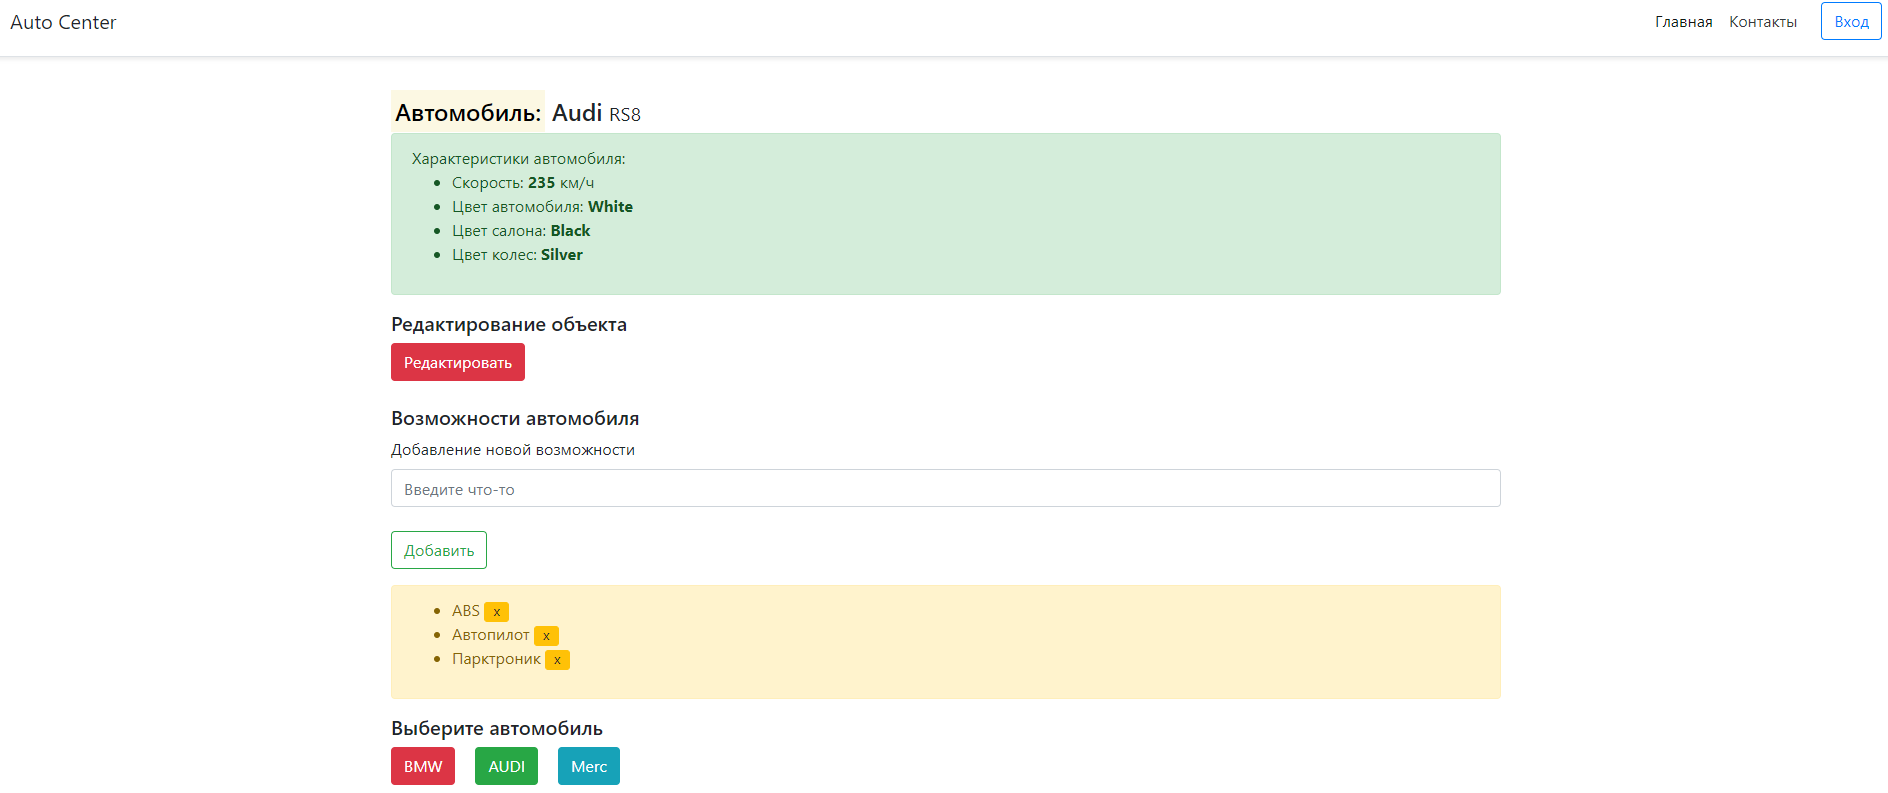 Auto Center
Главная Контакты Вход
Автомобиль: Audi RS8
Характеристики автомобиля:
Скорость: 235 км/ч
Цвет автомобиля: White
Цвет салона: Black
Цвет колес: Silver
Редактирование объекта
Редактировать
Возможности автомобиля
Добавление новой возможности
Введите что-то
Добавить
ABS x
Автопилот x
Парктроник x
Выберите автомобиль
BMW AUDI Merc